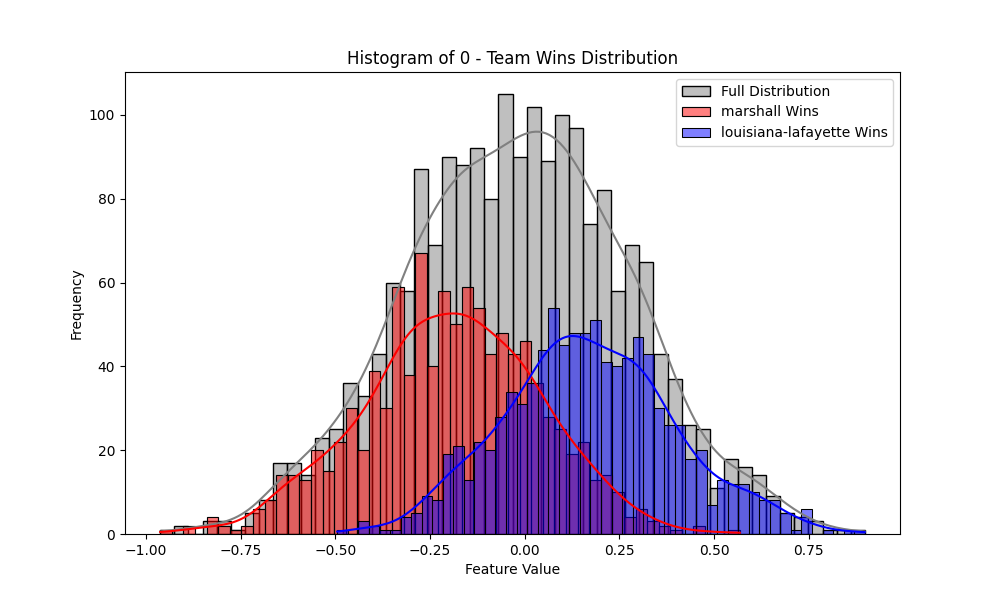 Histogram of 0 - Team Wins Distribution
Full Distribution
marshall Wins
louisiana-lafayette Wins
Frequency
100
80
60
40
20
0
−1.00 −0.75 −0.50 −0.25 0.00 0.25 0.50 0.75
Feature Value